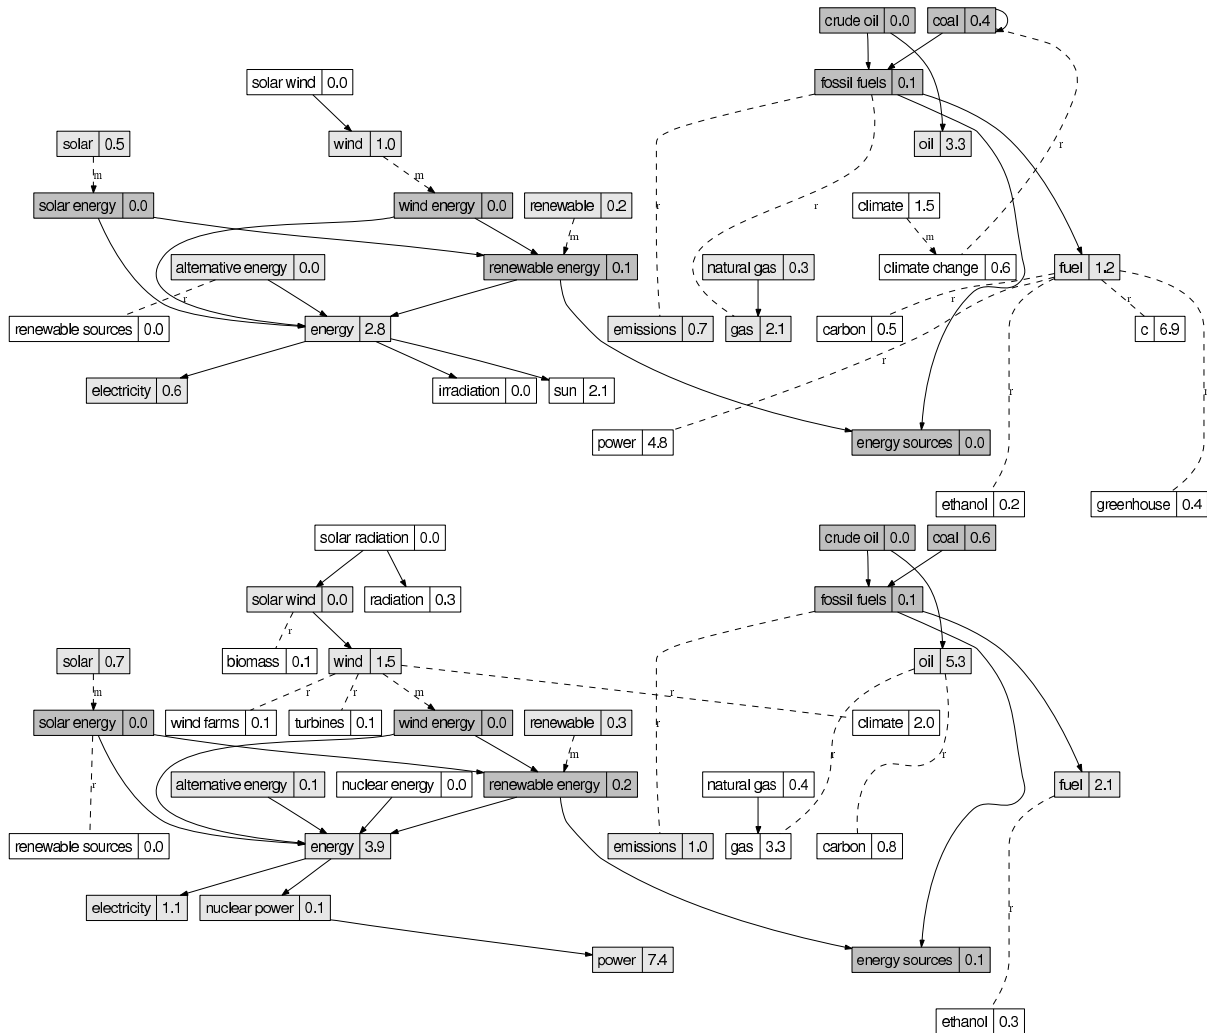 crude oil 0.0 coal 0.4
solar wind 0.0 fossil fuels 0.1
solar 0.5 wind 1.0 oil 3.3 r
m m
solar energy 0.0 wind energy 0.0 renewable 0.2 r r climate 1.5
m m
alternative energy 0.0 renewable energy 0.1 natural gas 0.3 climate change 0.6 fuel 1.2
r r r
renewable sources 0.0 energy 2.8 emissions 0.7 gas 2.1 carbon 0.5 c 6.9
r
electricity 0.6 irradiation 0.0 sun 2.1 r r
power 4.8 energy sources 0.0
ethanol 0.2 greenhouse 0.4
solar radiation 0.0 crude oil 0.0 coal 0.6
solar wind 0.0 radiation 0.3 fossil fuels 0.1
r
solar 0.7 biomass 0.1 wind 1.5 oil 5.3
m r r m r
solar energy 0.0 wind farms 0.1 turbines 0.1 wind energy 0.0 renewable 0.3 r climate 2.0
m r r
alternative energy 0.1 nuclear energy 0.0 renewable energy 0.2 natural gas 0.4 fuel 2.1
r
renewable sources 0.0 energy 3.9 emissions 1.0 gas 3.3 carbon 0.8
electricity 1.1 nuclear power 0.1 r
power 7.4 energy sources 0.1
ethanol 0.3